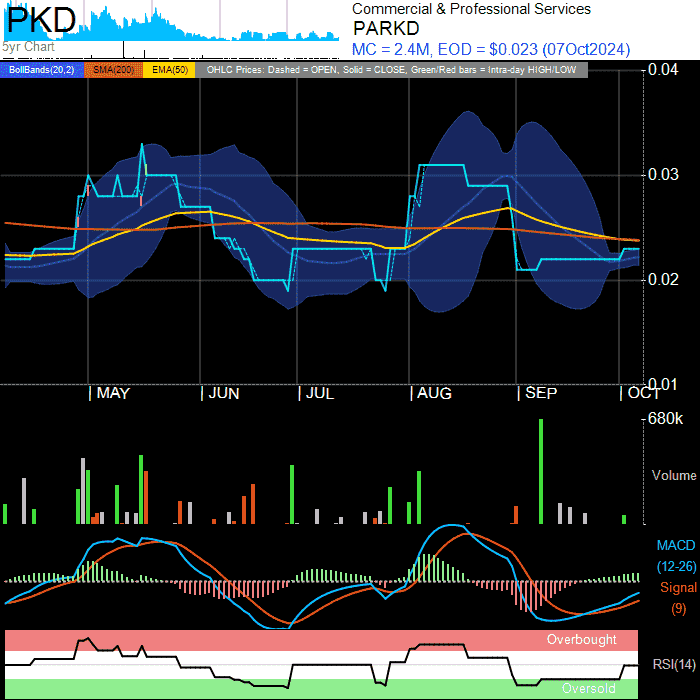 PKD
5yr Chart
Commercial & Professional Services
PARKD
MC = 2.4M, EOD = $0.023 (07Oct2024)
BollBands(20,2) SMA(200) EMA(50) OHLC Prices: Dashed = OPEN, Solid = CLOSE, Green/Red bars = Intra-day HIGH/LOW
0.04
0.03
0.02
0.01
| MAY | JUN | JUL | AUG | SEP | OCT
680k
Volume
MACD
(12-26)
Signal
(9)
Overbought
RSI(14)
Oversold